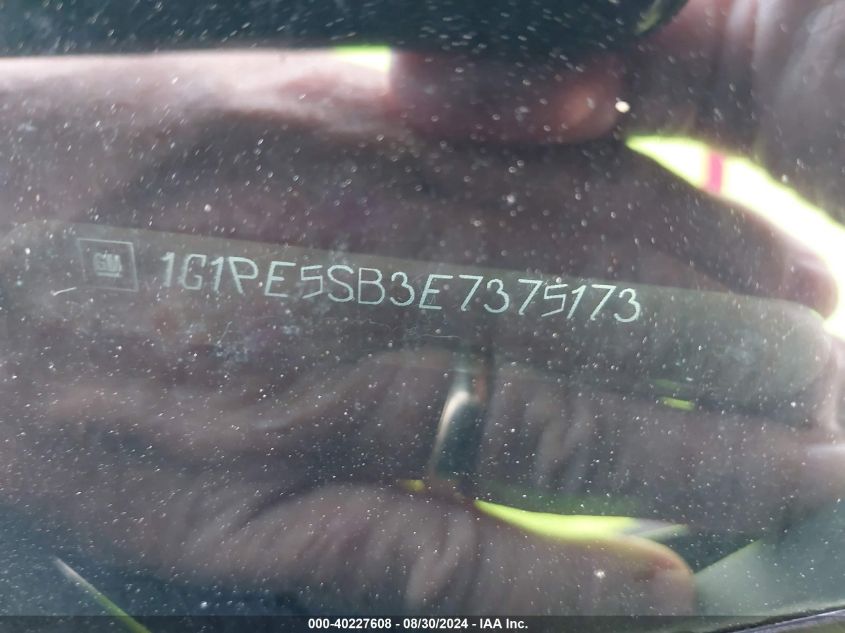 GM 1G1PE5SB3E7375173
000-40227608 - 08/30/2024 - IAA Inc.